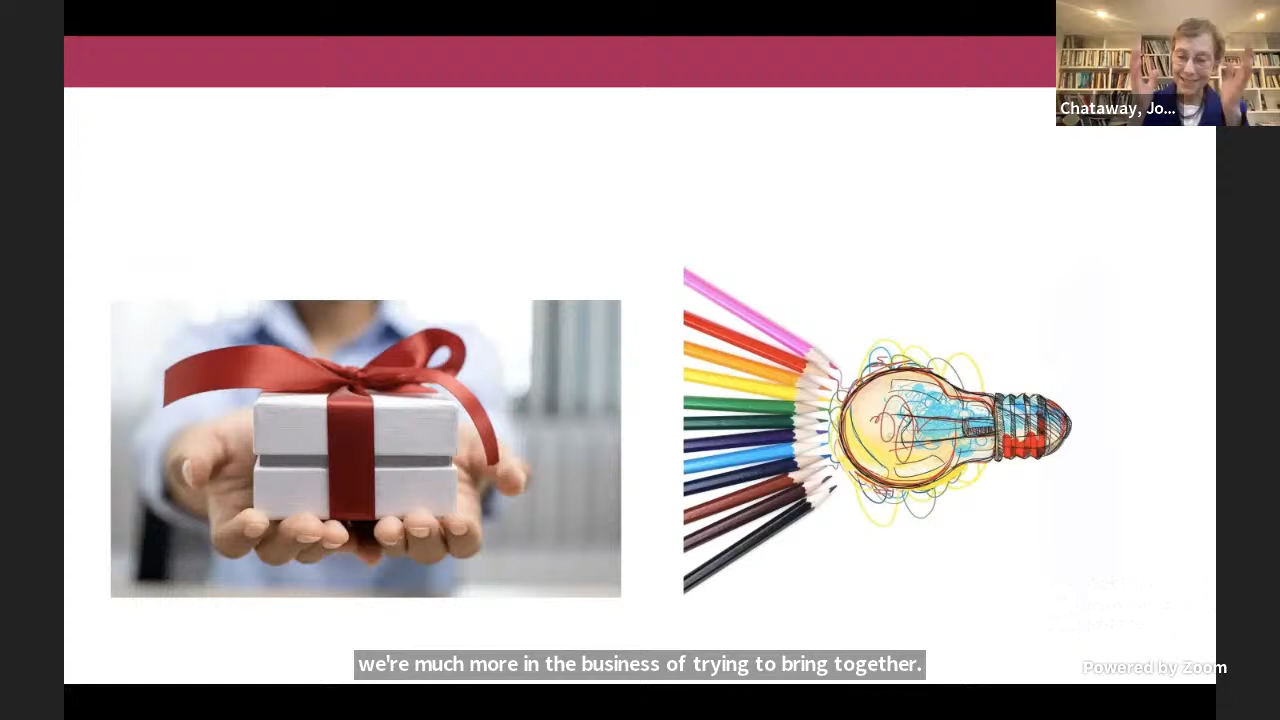 Chataway, Jo...
we're much more in the business of trying to bring together.
Powered by Zoom